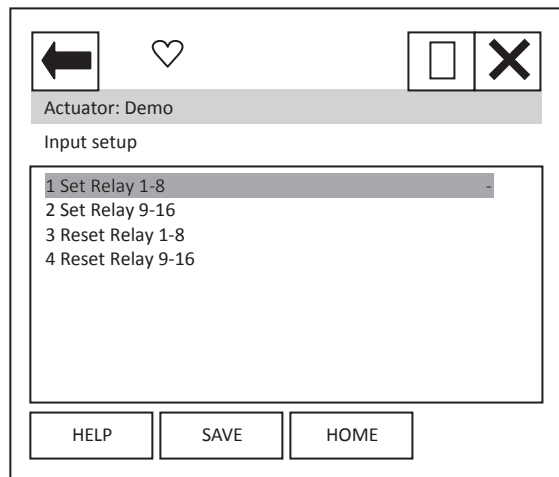 Actuator: Demo
Input setup
1 Set Relay 1-8 -
2 Set Relay 9-16
3 Reset Relay 1-8
4 Reset Relay 9-16
HELP SAVE HOME